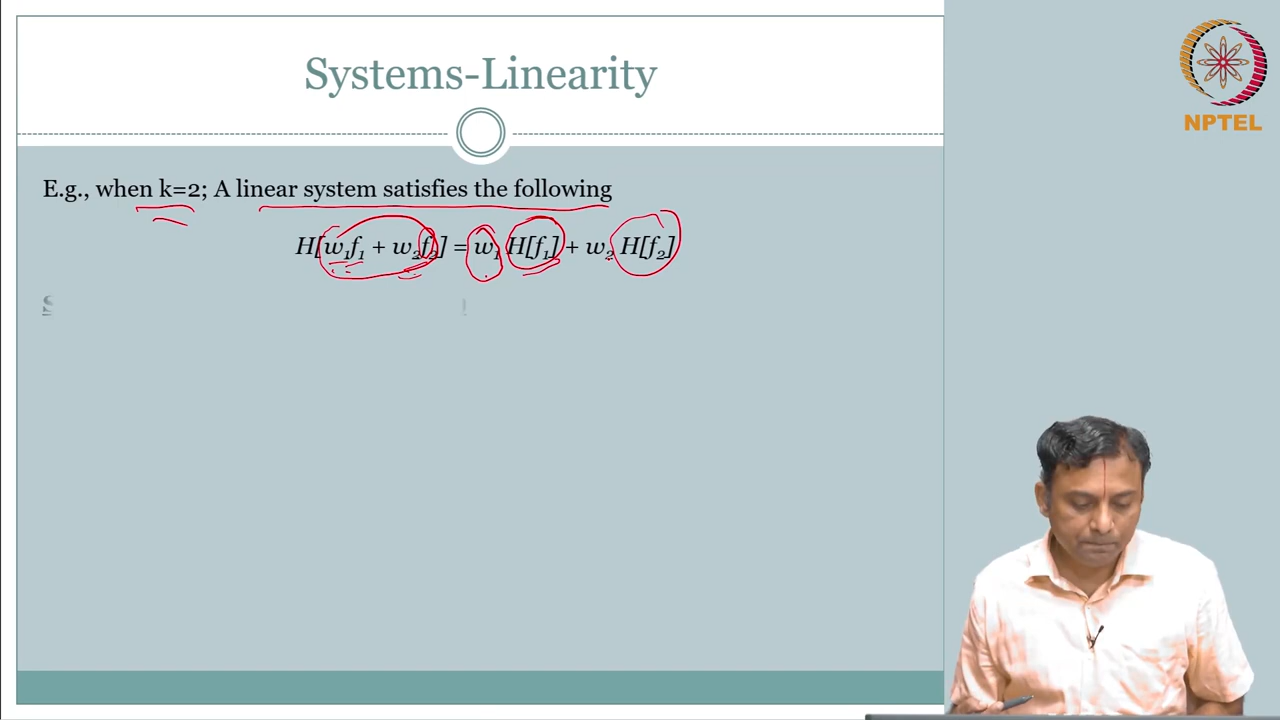 Systems-Linearity
NPTEL
E.g., when k=2; A linear system satisfies the following
H[w₁f₁ + w₂f₂] = w₁ H[f₁] + w₂ H[f₂]